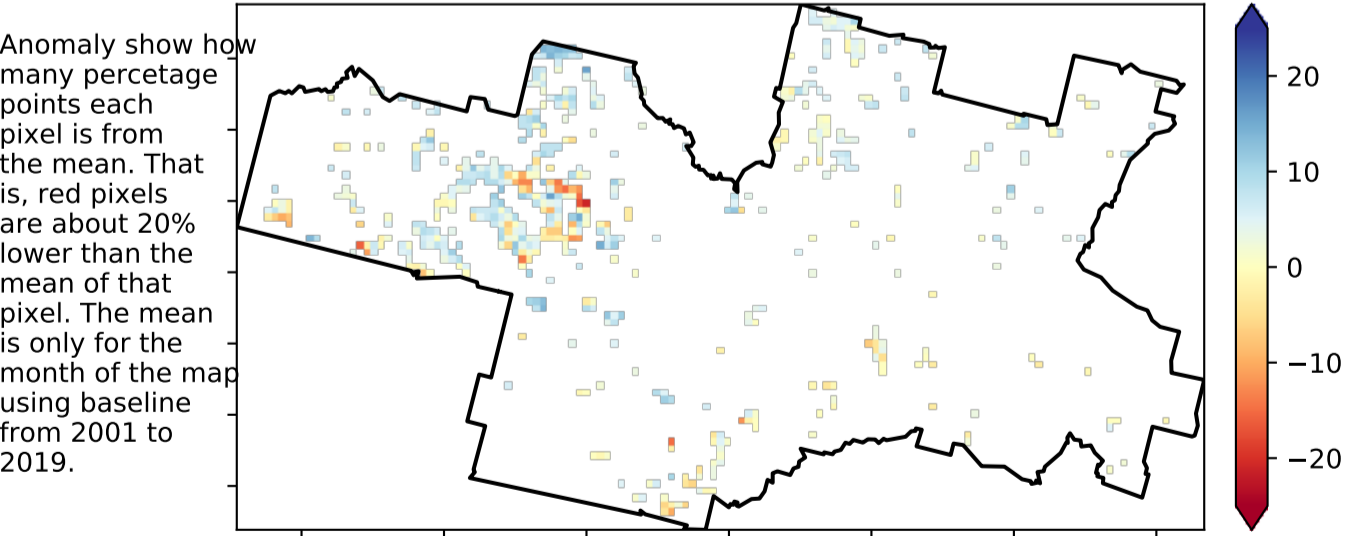 Anomaly show how
many percetage
points each
pixel is from
the mean. That
is, red pixels
are about 20%
lower than the
mean of that
pixel. The mean
is only for the
month of the map
using baseline
from 2001 to
2019.
20
10
0
−10
−20